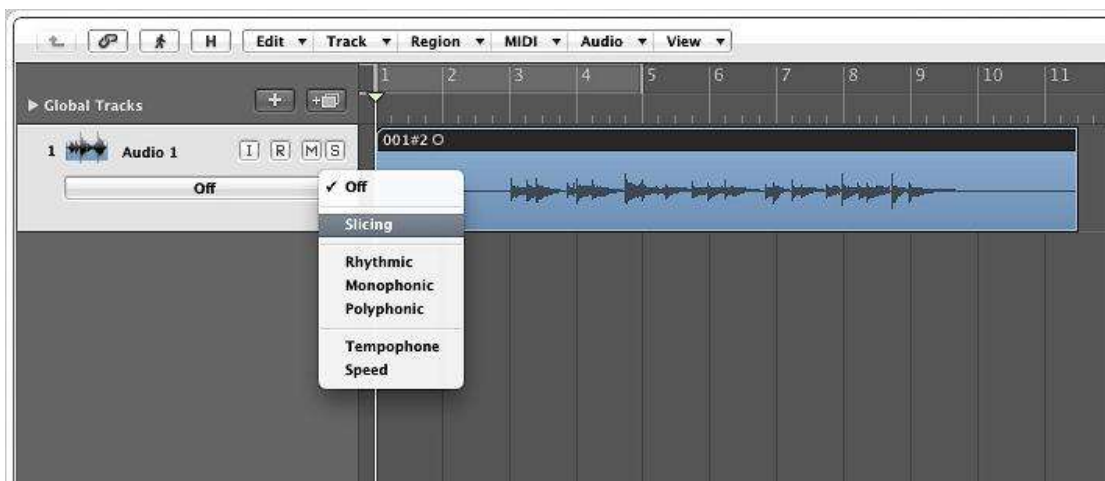 H Edit Track Region MIDI Audio View
1 2 3 4 5 6 7 8 9 10 11
Global Tracks
001#2
1 Audio 1 I R M S
Off
Off
Slicing
Rhythmic
Monophonic
Polyphonic
Tempophone
Speed